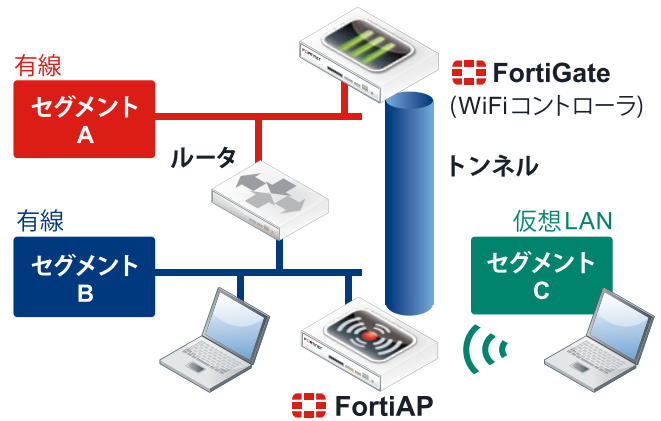 有線
セグメント
A
FortiGate
(WiFiコントローラ)
ルータ
トンネル
有線
セグメント
B
仮想LAN
セグメント
C
FortiAP